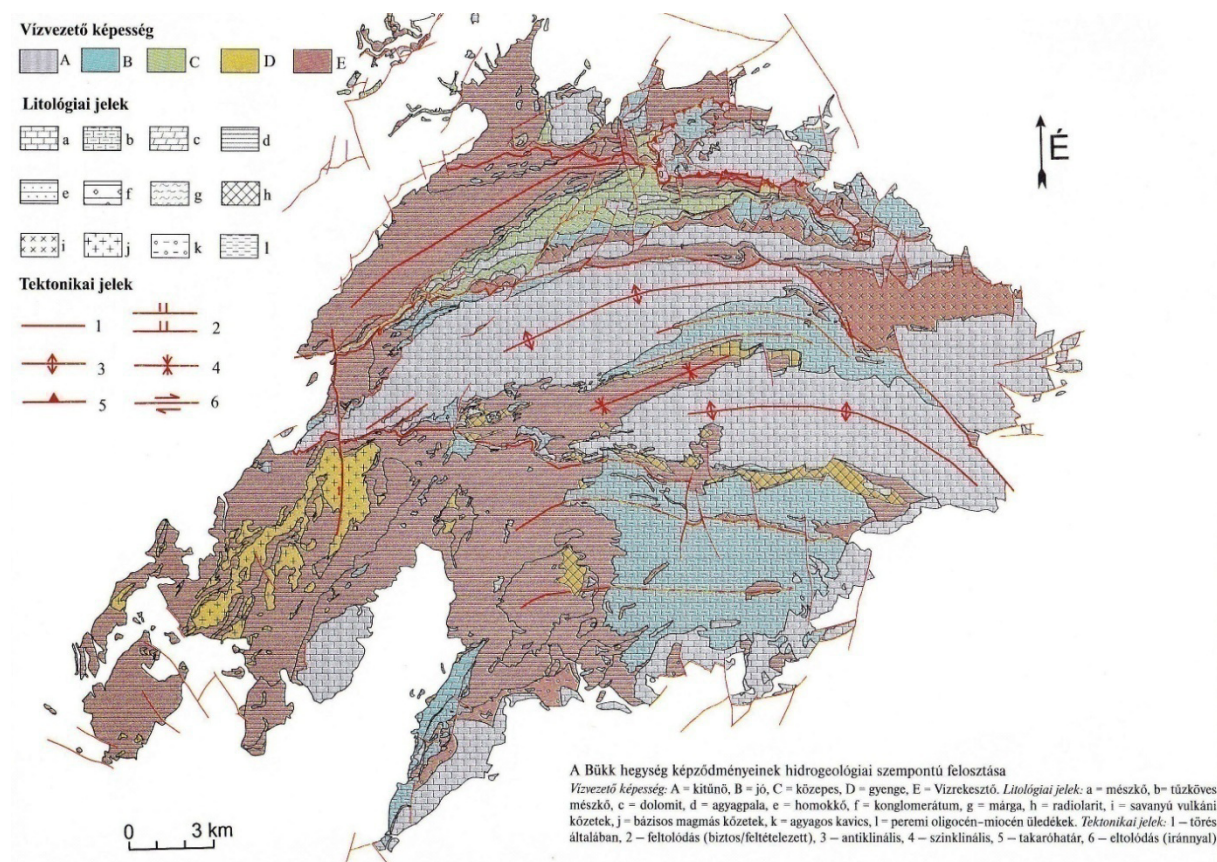 Vízvezető képesség
A B C D E
Litológiai jelek
a b c d
e f g h
i j k l
Tektonikai jelek
1 2
3 4
5 6
É
0 3 km
A Bükk hegység képződményeinek hidrogeológiai szempontú felosztása
Vízvezető képesség: A = kitűnő, B = jó, C = közepes, D = gyenge, E = Vizrekesztő. Litológiai jelek: a = mészkő, b= tűzköves
mészkő, c = dolomit, d = agyagpala, e = homokkő, f = konglomerátum, g = márga, h = radiolarit, i = savanyú vulkáni
kőzetek, j = bázisos magmás kőzetek, k = agyagos kavics, l = peremi oligocén–miocén üledékek. Tektonikai jelek: 1 – törés
általában, 2 – feltolódás (biztos/feltételezett), 3 – antiklinális, 4 – szinklinális, 5 – takaróhatár, 6 – eltolódás (iránnyal)